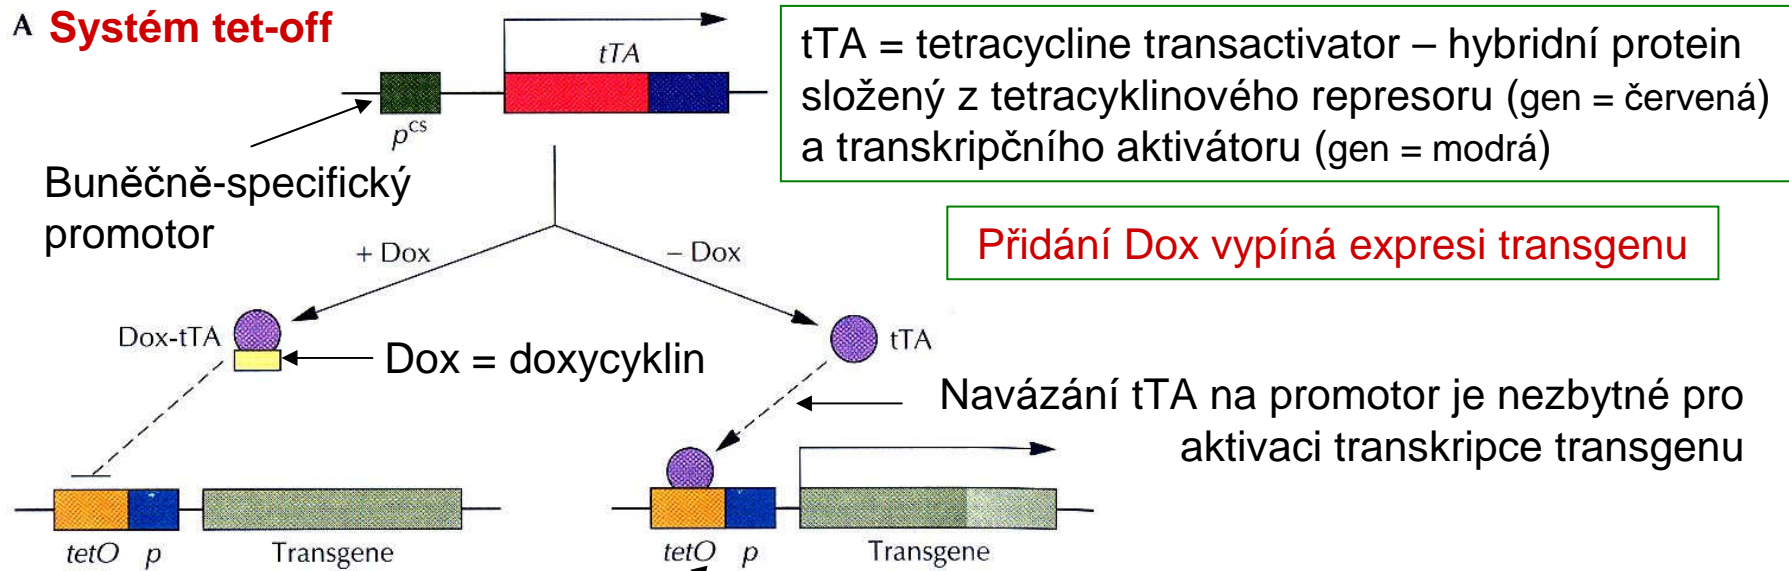 A Systém tet-off
tTA
p^cs
tTA = tetracycline transactivator – hybridní protein
složený z tetracyklinového represoru (gen = červená)
a transkripčního aktivátoru (gen = modrá)
Buněčně-specifický
promotor
Přidání Dox vypíná expresi transgenu
+ Dox
– Dox
Dox-tTA
Dox = doxycyklin
tTA
Navázání tTA na promotor je nezbytné pro
aktivaci transkripce transgenu
tetO p Transgene
tetO p Transgene